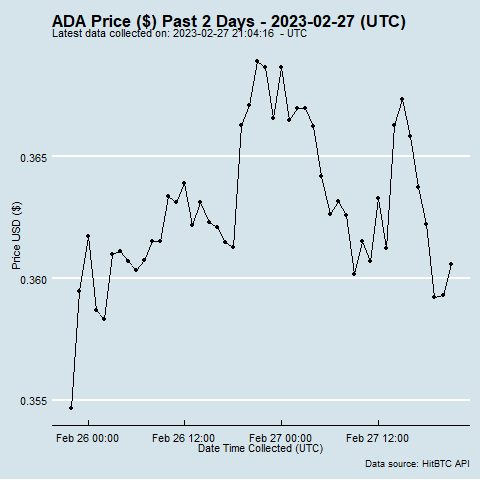 ADA Price ($) Past 2 Days - 2023-02-27 (UTC)
Latest data collected on: 2023-02-27 21:04:16  - UTC
0.365
0.360
0.355
Price USD ($)
Feb 26 00:00 Feb 26 12:00 Feb 27 00:00 Feb 27 12:00
Date Time Collected (UTC)
Data source: HitBTC API